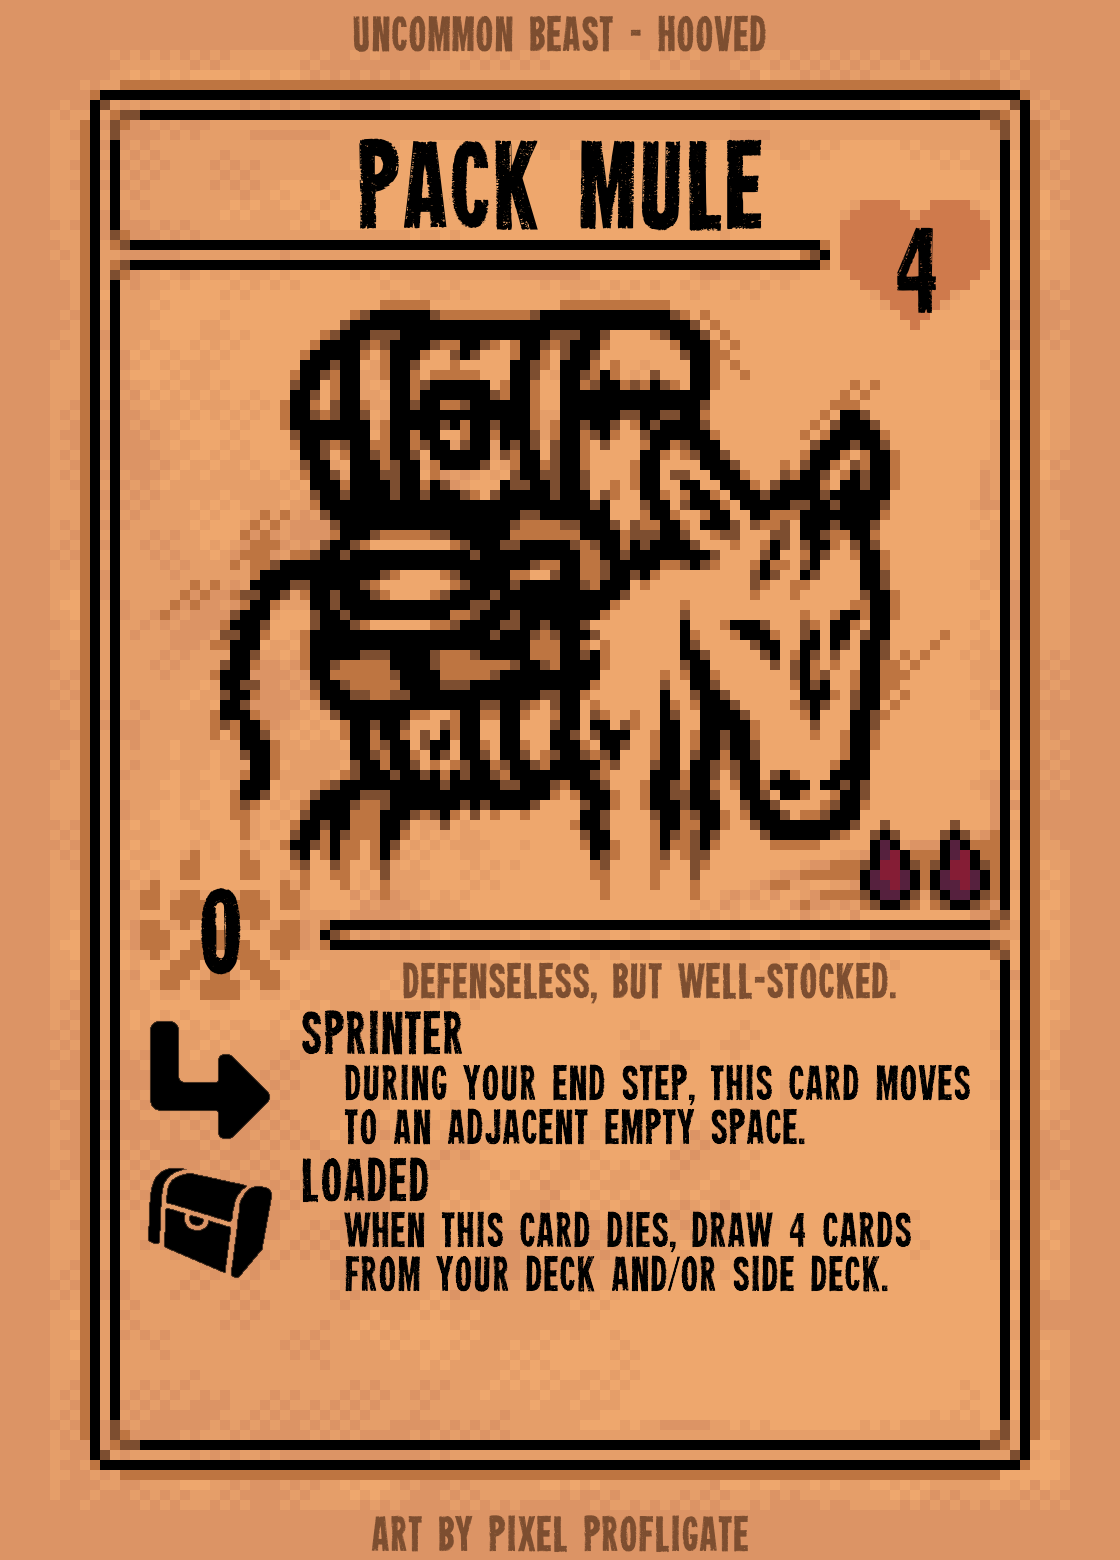 UNCOMMON BEAST - HOOVED
PACK MULE
4
0
DEFENSELESS, BUT WELL-STOCKED.
SPRINTER
DURING YOUR END STEP, THIS CARD MOVES
TO AN ADJACENT EMPTY SPACE.
LOADED
WHEN THIS CARD DIES, DRAW 4 CARDS
FROM YOUR DECK AND/OR SIDE DECK.
ART BY PIXEL PROFLIGATE